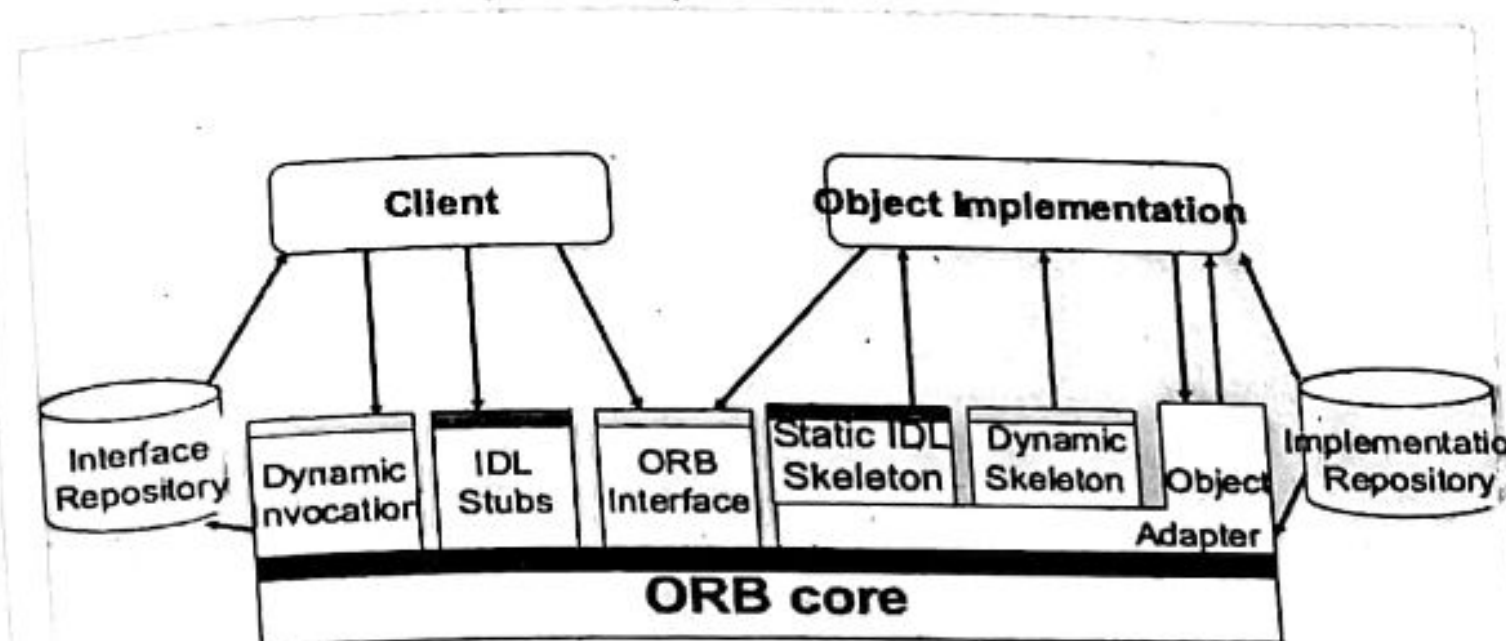 Client
Object Implementation
Interface
Repository
Dynamic
nvocation
IDL
Stubs
ORB
Interface
Static IDL
Skeleton
Dynamic
Skeleton
Object
Adapter
Implementatio
Repository
ORB core